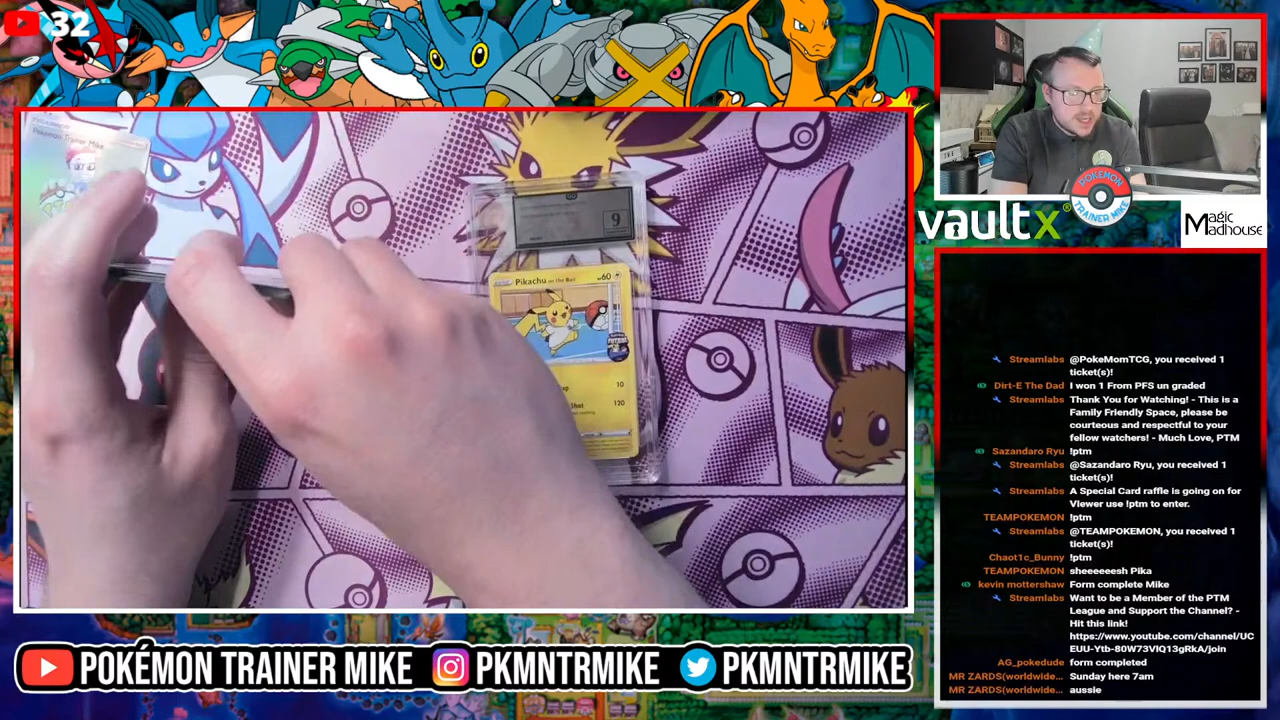 32
Pokémon Trainer Mike
9
Pikachu on the Ball
HP60
10
Shot
120
POKEMON
TRAINER MIKE
vaultx®
Magic
Madhouse
Streamlabs @PokeMomTCG, you received 1
ticket(s)!
Dirt-E The Dad I won 1 From PFS un graded
Streamlabs Thank You for Watching! - This is a
Family Friendly Space, please be
courteous and respectful to your
fellow watchers! - Much Love, PTM
Sazandaro Ryu !ptm
Streamlabs @Sazandaro Ryu, you received 1
ticket(s)!
Streamlabs A Special Card raffle is going on for
Viewer use !ptm to enter.
TEAMPOKEMON !ptm
Streamlabs @TEAMPOKEMON, you received 1
ticket(s)!
Chaot1c_Bunny !ptm
TEAMPOKEMON sheeeeeesh Pika
kevin mottershaw Form complete Mike
Streamlabs Want to be a Member of the PTM
League and Support the Channel? -
Hit this link!
https://www.youtube.com/channel/UC
EUU-Ytb-80W73VIQ13gRkA/join
AG_pokedude form completed
MR ZARDS(worldwide... Sunday here 7am
MR ZARDS(worldwide... aussie
POKÉMON TRAINER MIKE
PKMNTRMIKE
PKMNTRMIKE